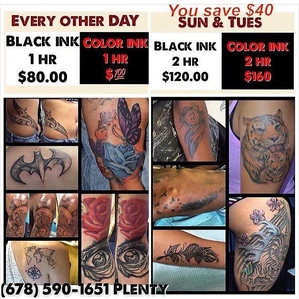 You save $40
EVERY OTHER DAY
BLACK INK
1 HR
$80.00
COLOR INK
1 HR
$💯
SUN & TUES
BLACK INK
2 HR
$120.00
COLOR INK
2 HR
$160
(678) 590-1651 PLENTY